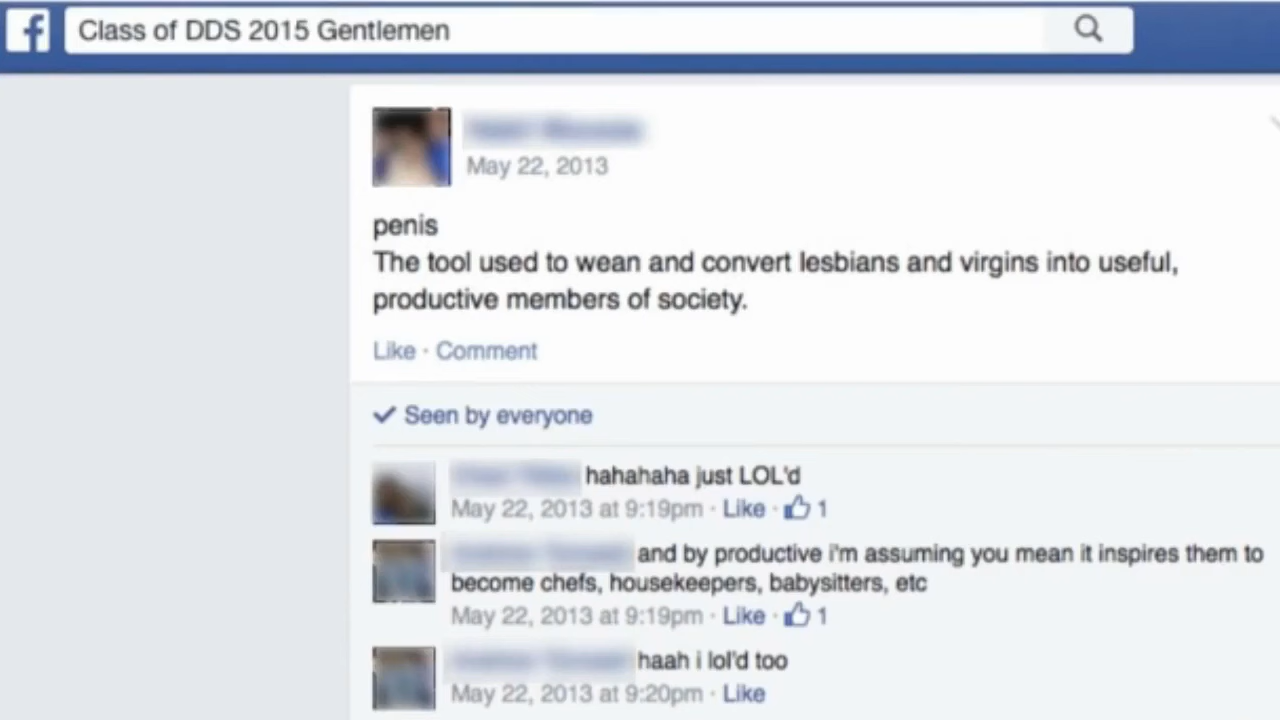 f Class of DDS 2015 Gentlemen
May 22, 2013
penis
The tool used to wean and convert lesbians and virgins into useful,
productive members of society.
Like · Comment
✓ Seen by everyone
hahahaha just LOL'd
May 22, 2013 at 9:19pm · Like · 1
and by productive i'm assuming you mean it inspires them to
become chefs, housekeepers, babysitters, etc
May 22, 2013 at 9:19pm · Like · 1
haah i lol'd too
May 22, 2013 at 9:20pm · Like